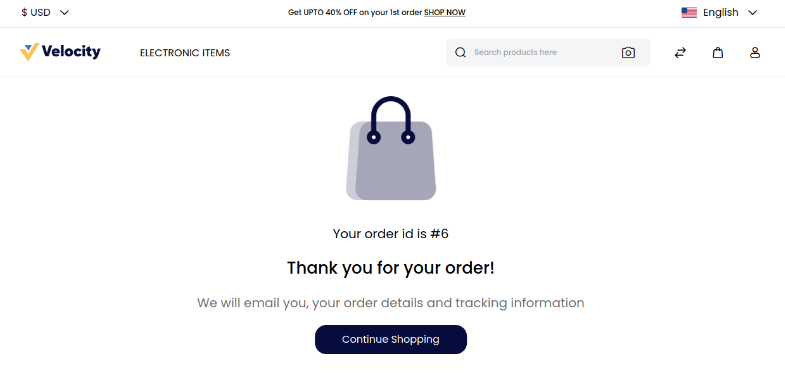 $ USD
Get UPTO 40% OFF on your 1st order SHOP NOW
English
Velocity
ELECTRONIC ITEMS
Search products here
Your order id is #6
Thank you for your order!
We will email you, your order details and tracking information
Continue Shopping